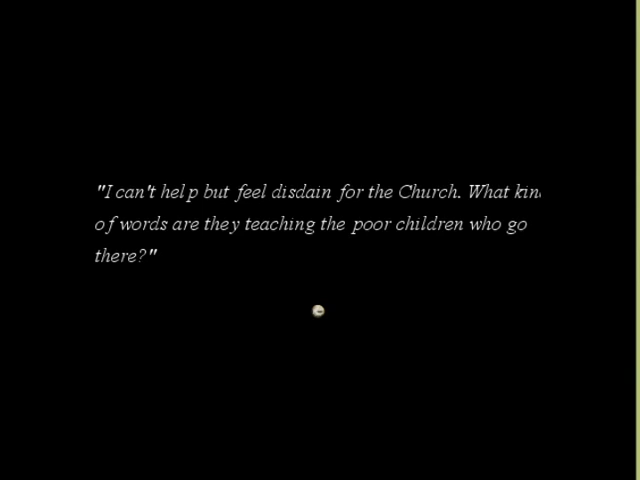 "I can't help but feel disdain for the Church. What kin
of words are they teaching the poor children who go
there?"